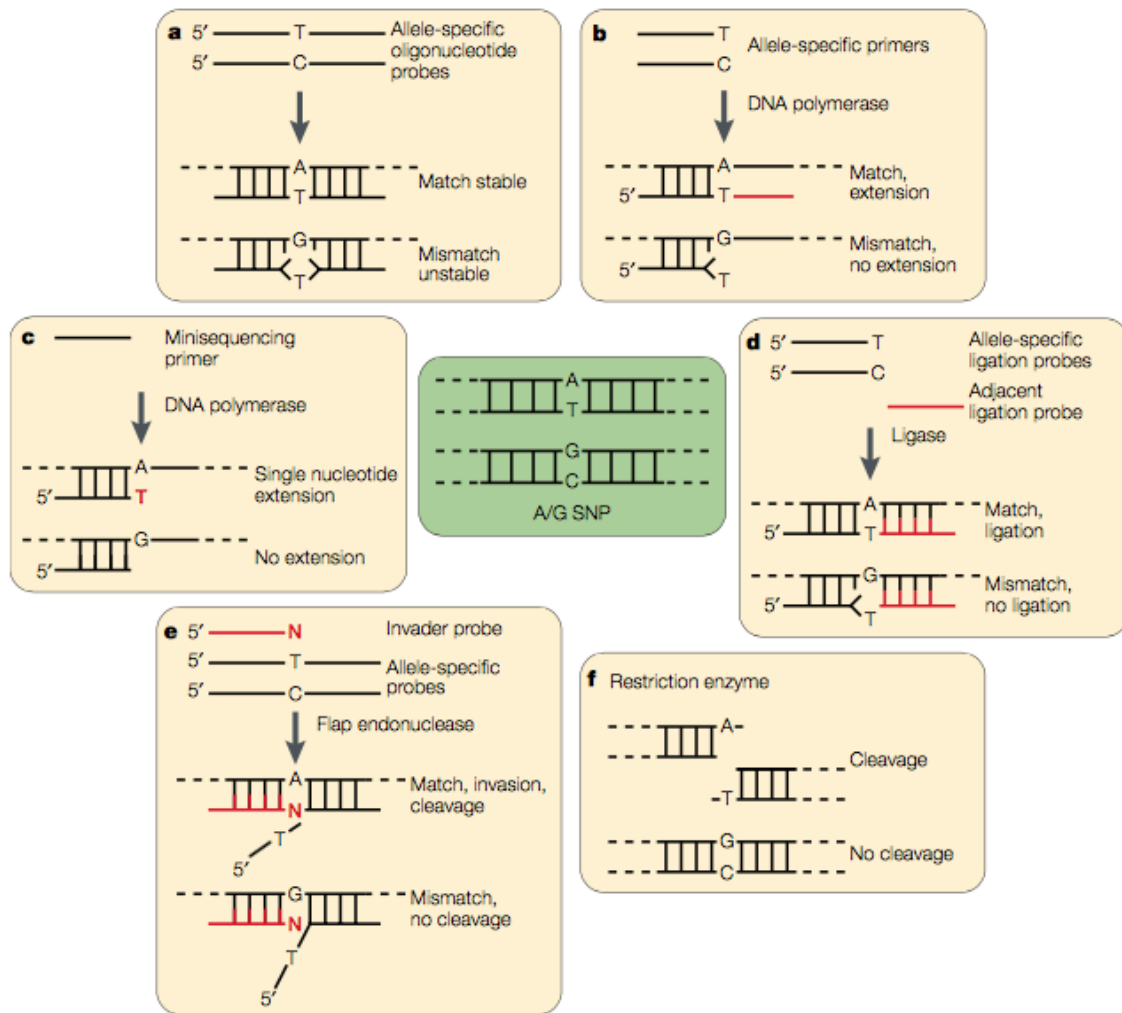 a 5′ T Allele-specific
oligonucleotide
5′ C probes
A
T Match stable
G
Mismatch
unstable
T
b T Allele-specific primers
C
DNA polymerase
A Match,
5′ T extension
G Mismatch,
5′ T no extension
c Minisequencing
primer
DNA polymerase
A Single nucleotide
5′ T extension
G No extension
5′
A
T
G
C
A/G SNP
d 5′ T Allele-specific
5′ C ligation probes
Adjacent
ligation probe
Ligase
A Match,
5′ T ligation
G Mismatch,
5′ T no ligation
e 5′ N Invader probe
5′ T Allele-specific
5′ C probes
Flap endonuclease
A Match, invasion,
N cleavage
T
5′
G Mismatch,
N no cleavage
T
5′
f Restriction enzyme
A
Cleavage
T
G No cleavage
C